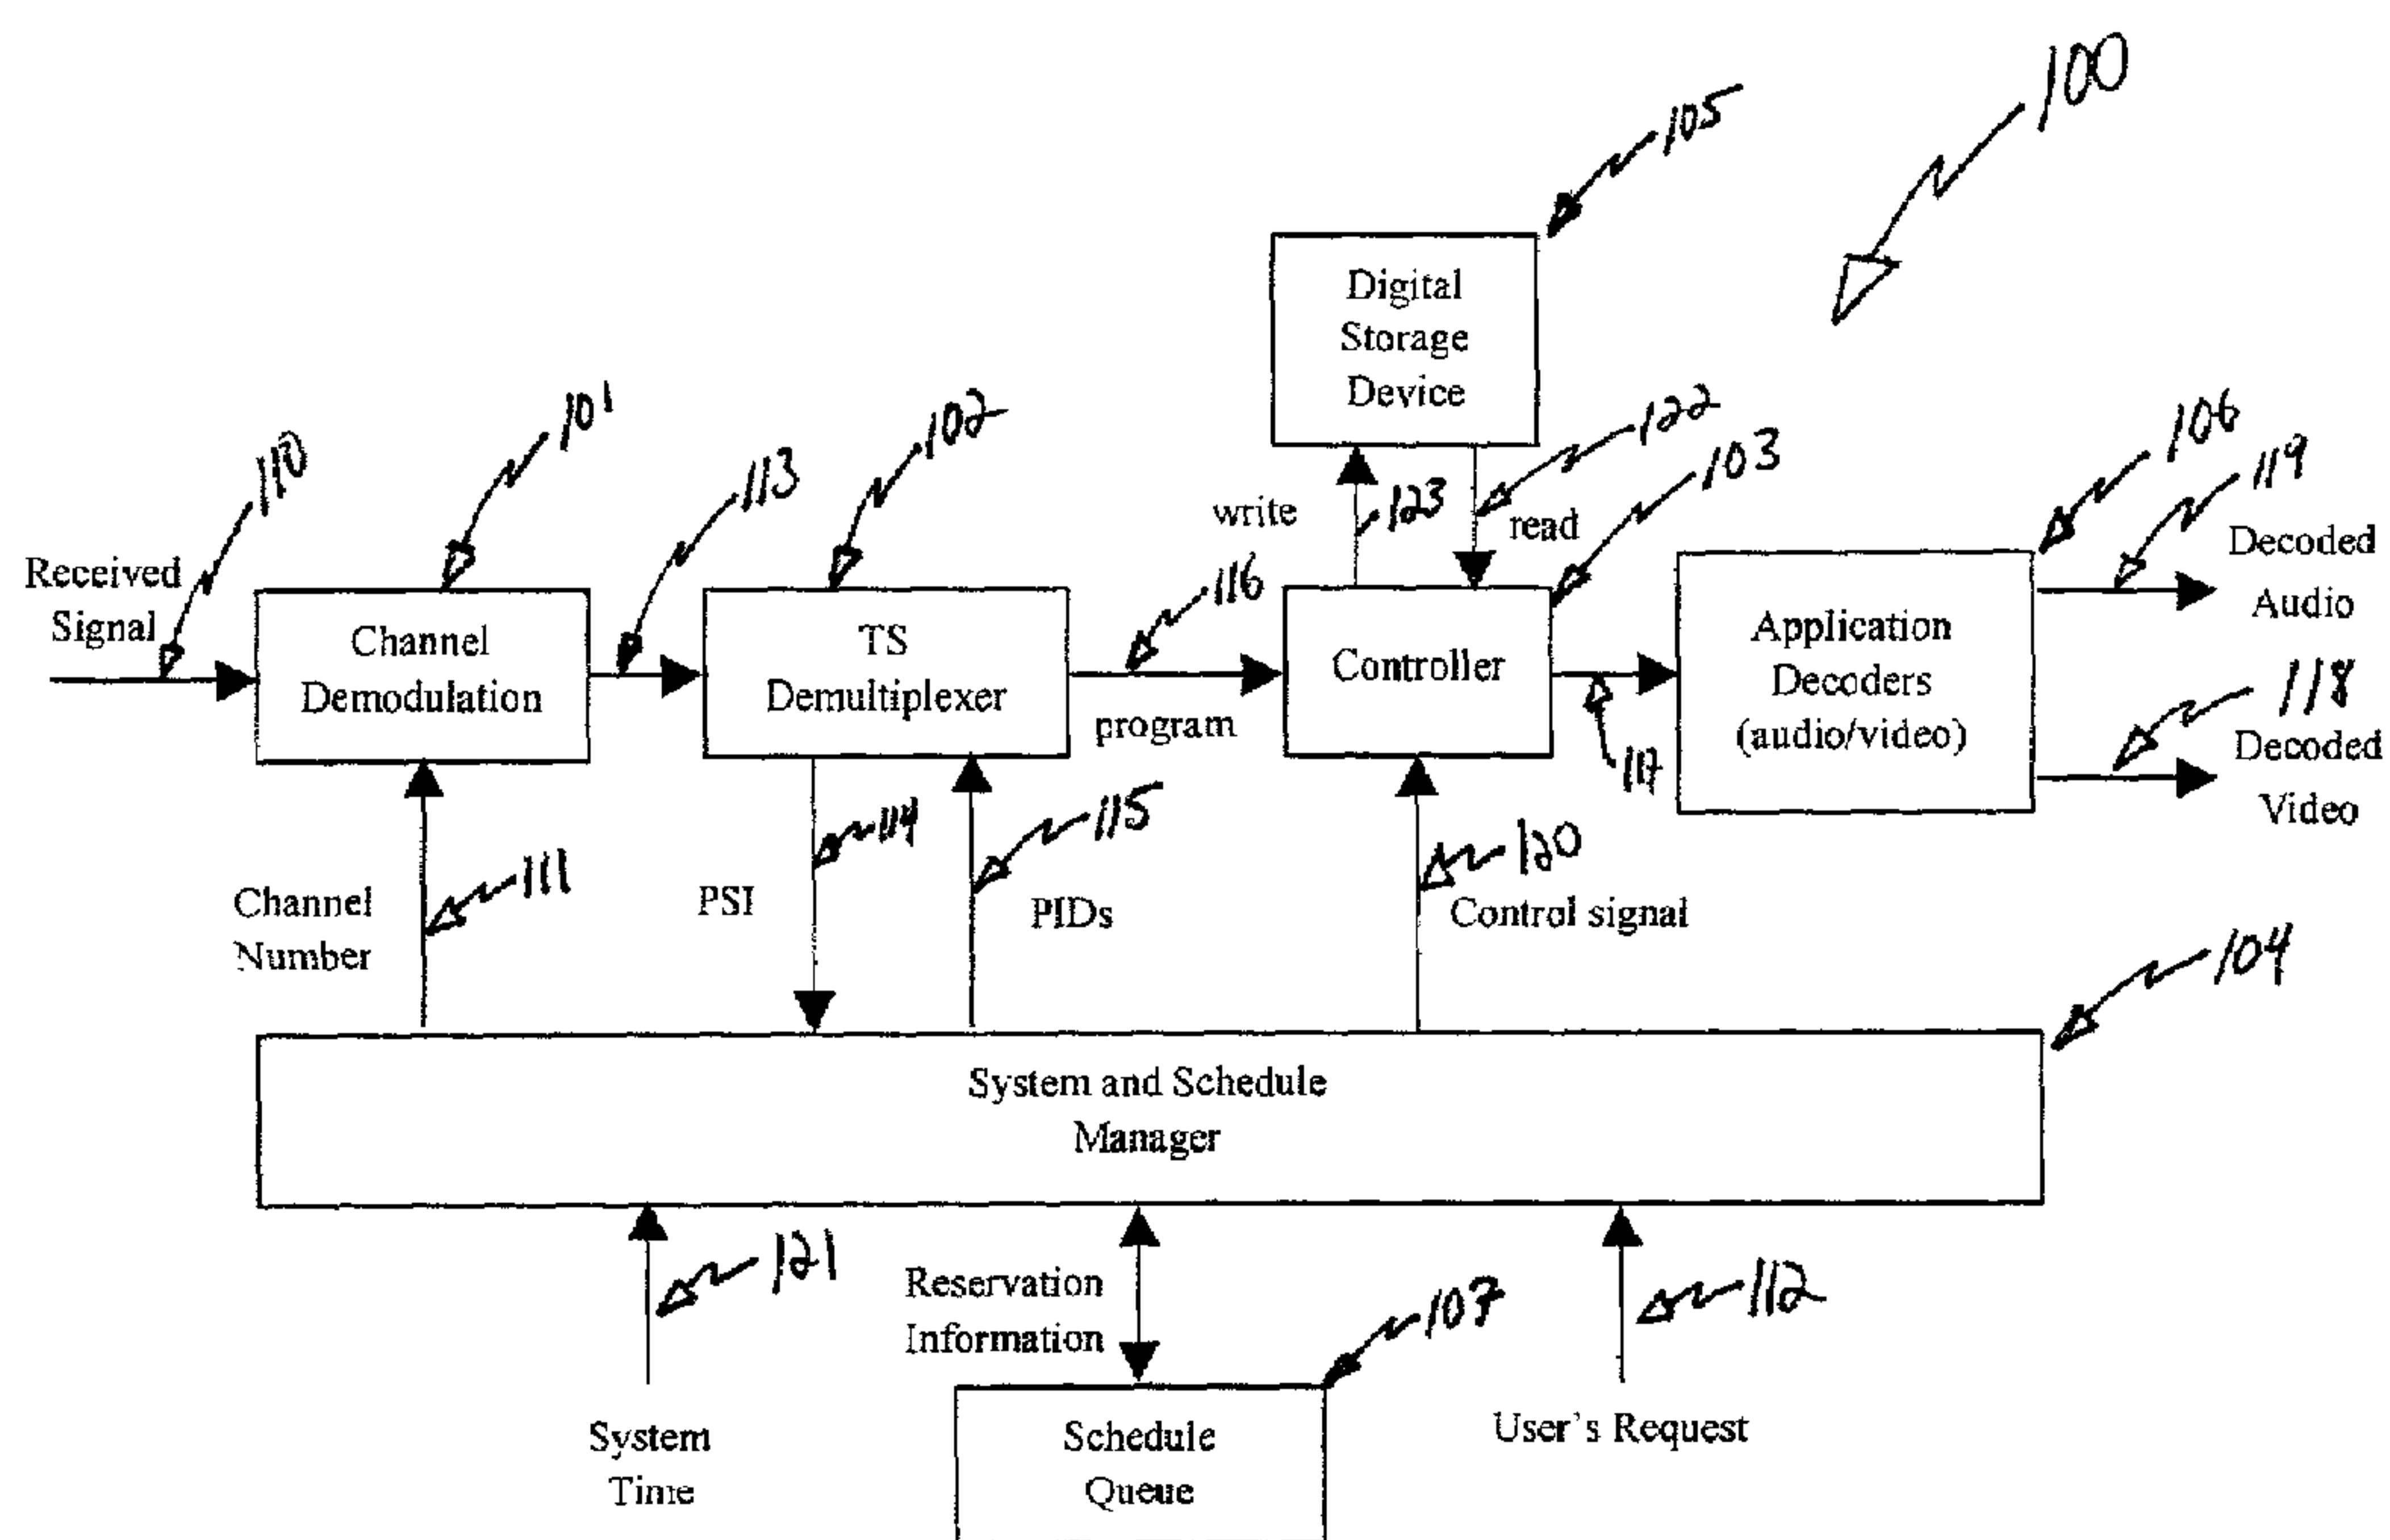 100
105
Digital
Storage
Device
110
101
113
102
122
103
106
119
write
123
read
116
Received
Signal
Channel
Demodulation
TS
Demultiplexer
program
Controller
117
Application
Decoders
(audio/video)
Decoded
Audio
118
Decoded
Video
111
114
115
120
Channel
Number
PSI
PIDs
Control signal
104
System and Schedule
Manager
121
Reservation
Information
107
112
System
Time
Schedule
Queue
User's Request